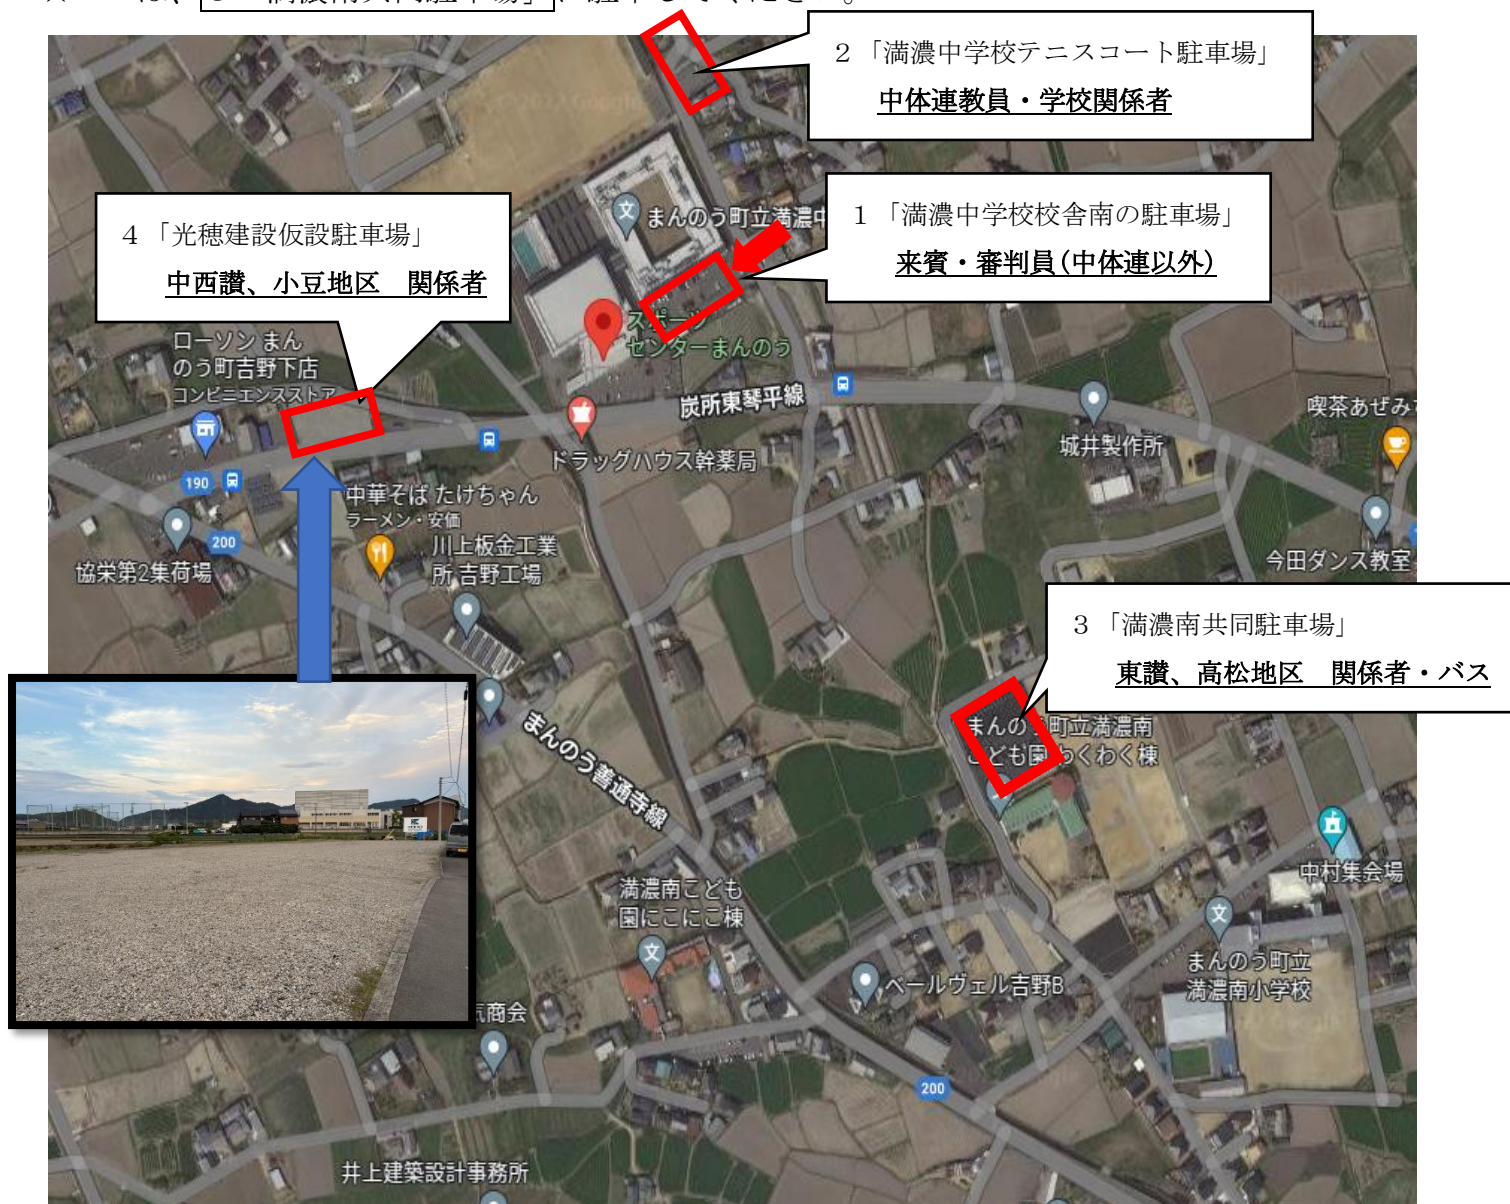 2「満濃中学校テニスコート駐車場」
中体連教員・学校関係者
1「満濃中学校校舎南の駐車場」
来賓・審判員(中体連以外)
4「光穂建設仮設駐車場」
中西讃、小豆地区　関係者
まんのう町立満濃中
スポーツ
センターまんのう
ローソン まん
のう町吉野下店
コンビニエンスストア
炭所東琴平線
喫茶あぜみ
城井製作所
ドラッグハウス幹薬局
190
中華そば たけちゃん
ラーメン・安価
200
川上板金工業
所 吉野工場
協栄第2集荷場
今田ダンス教室
3「満濃南共同駐車場」
東讃、高松地区　関係者・バス
まんのう町立満濃南
こども園 わくわく棟
まんのう善通寺線
中村集会場
満濃南こども
園にこにこ棟
まんのう町立
満濃南小学校
ベールヴェル吉野B
商会
200
井上建築設計事務所